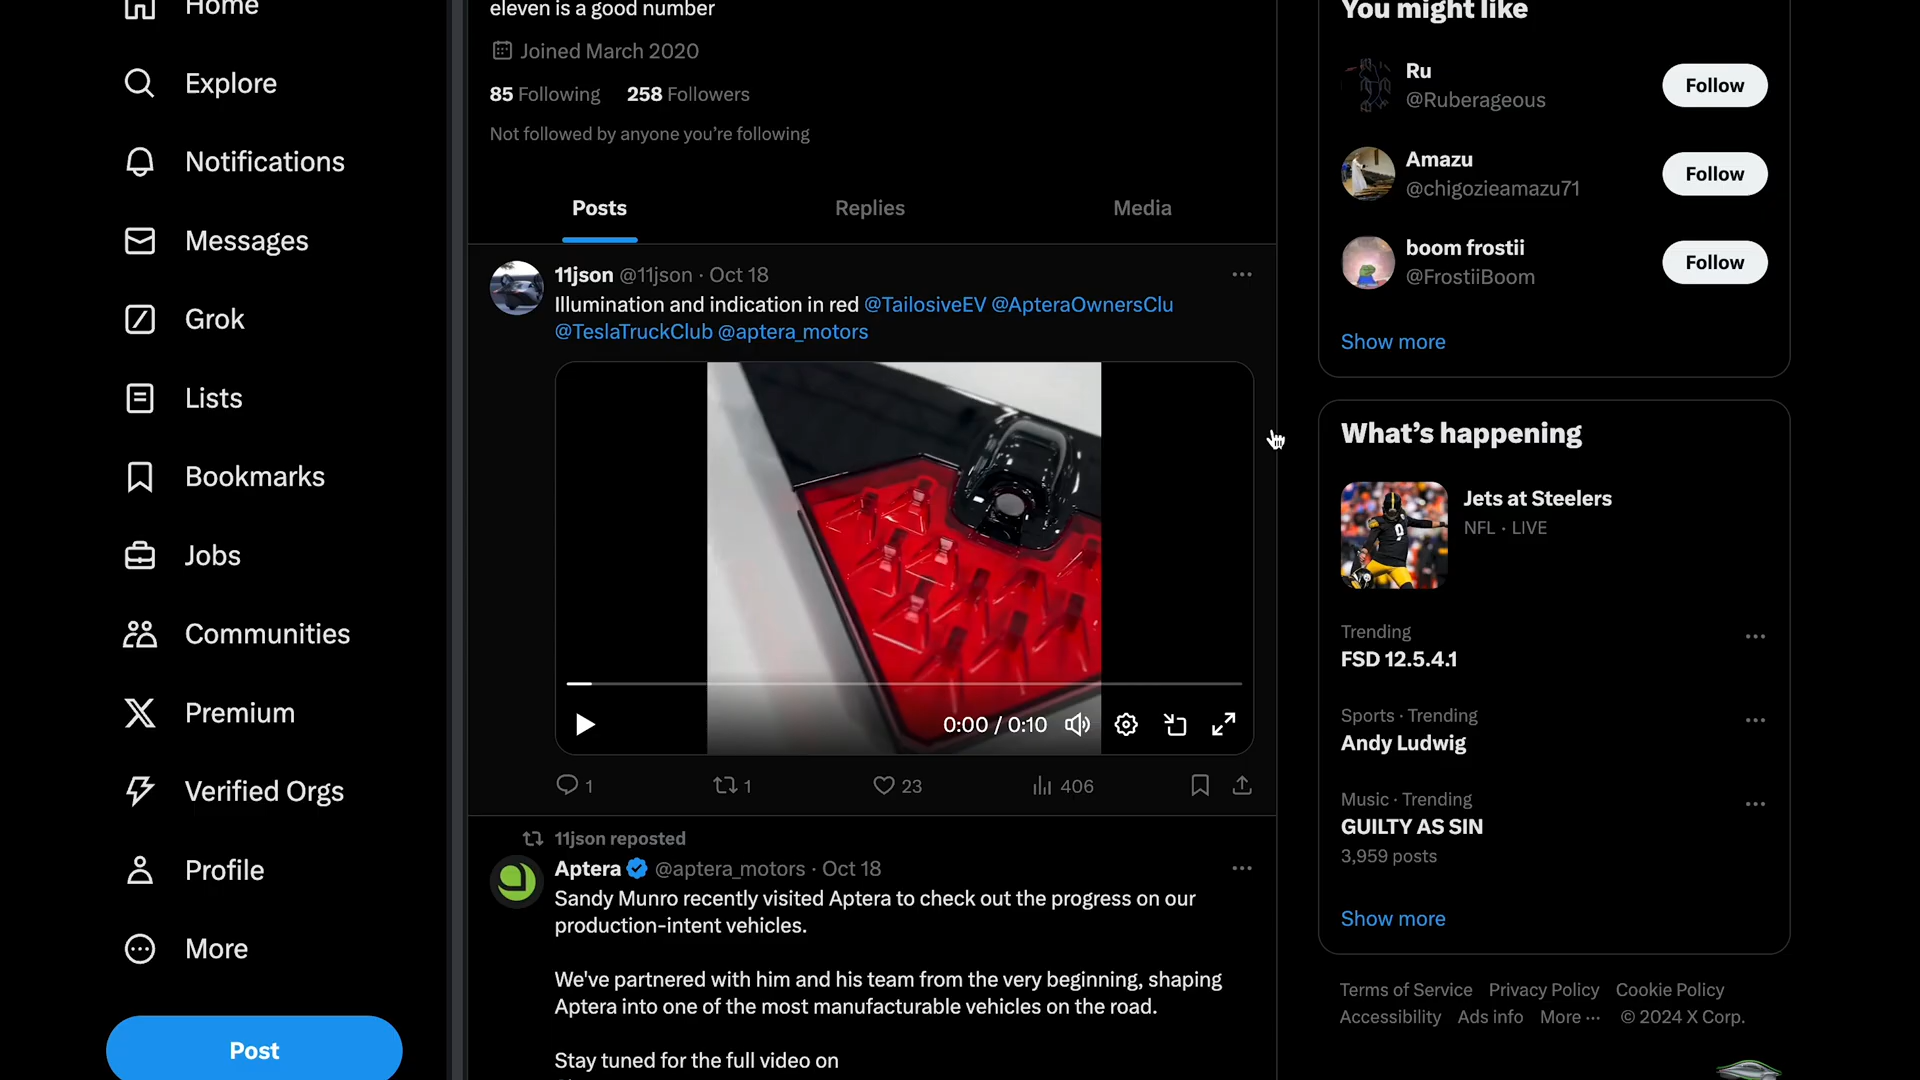 Home
Explore
Notifications
Messages
Grok
Lists
Bookmarks
Jobs
Communities
Premium
Verified Orgs
Profile
More
Post
eleven is a good number
Joined March 2020
85 Following 258 Followers
Not followed by anyone you’re following
Posts Replies Media
11json @11json · Oct 18
Illumination and indication in red @TailosiveEV @ApteraOwnersClu
@TeslaTruckClub @aptera_motors
0:00 / 0:10
1 1 23 406
11json reposted
Aptera @aptera_motors · Oct 18
Sandy Munro recently visited Aptera to check out the progress on our
production-intent vehicles.
We've partnered with him and his team from the very beginning, shaping
Aptera into one of the most manufacturable vehicles on the road.
Stay tuned for the full video on
You might like
Ru
@Ruberageous
Follow
Amazu
@chigozieamazu71
Follow
boom frostii
@FrostiiBoom
Follow
Show more
What’s happening
Jets at Steelers
NFL · LIVE
Trending
FSD 12.5.4.1
Sports · Trending
Andy Ludwig
Music · Trending
GUILTY AS SIN
3,959 posts
Show more
Terms of Service Privacy Policy Cookie Policy
Accessibility Ads info More ··· © 2024 X Corp.